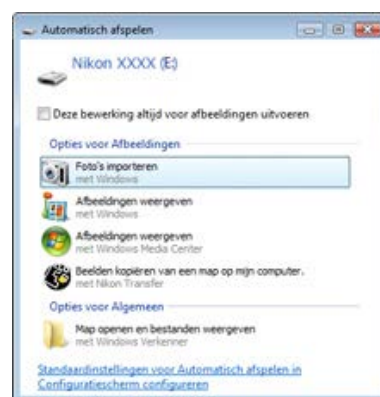 Automatisch afspelen
Nikon XXXX (E:)
Deze bewerking altijd voor afbeeldingen uitvoeren
Opties voor Afbeeldingen
Foto's importeren
met Windows
Afbeeldingen weergeven
met Windows
Afbeeldingen weergeven
met Windows Media Center
Beelden kopiëren van een map op mijn computer.
met Nikon Transfer
Opties voor Algemeen
Map openen en bestanden weergeven
met Windows Verkenner
Standaardinstellingen voor Automatisch afspelen in
Configuratiescherm configureren